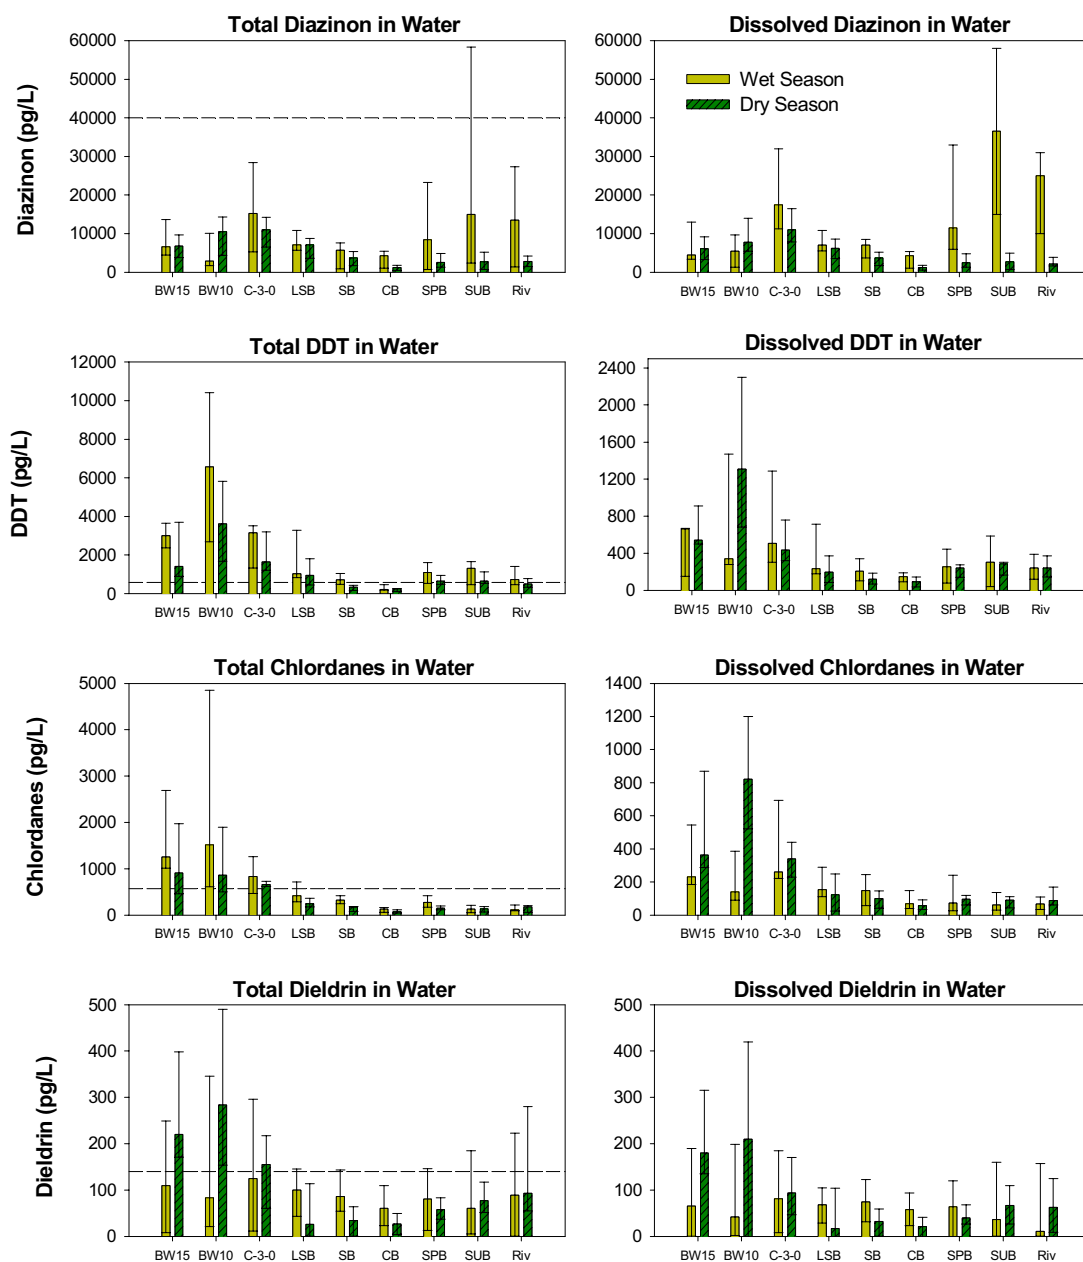 Total Diazinon in Water
Dissolved Diazinon in Water
Diazinon (pg/L)
60000
50000
40000
30000
20000
10000
0
BW15 BW10 C-3-0 LSB SB CB SPB SUB Riv
60000
50000
40000
30000
20000
10000
0
Wet Season
Dry Season
BW15 BW10 C-3-0 LSB SB CB SPB SUB Riv
Total DDT in Water
Dissolved DDT in Water
DDT (pg/L)
12000
10000
8000
6000
4000
2000
0
BW15 BW10 C-3-0 LSB SB CB SPB SUB Riv
2400
2000
1600
1200
800
400
0
BW15 BW10 C-3-0 LSB SB CB SPB SUB Riv
Total Chlordanes in Water
Dissolved Chlordanes in Water
Chlordanes (pg/L)
5000
4000
3000
2000
1000
0
BW15 BW10 C-3-0 LSB SB CB SPB SUB Riv
1400
1200
1000
800
600
400
200
0
BW15 BW10 C-3-0 LSB SB CB SPB SUB Riv
Total Dieldrin in Water
Dissolved Dieldrin in Water
Dieldrin (pg/L)
500
400
300
200
100
0
BW15 BW10 C-3-0 LSB SB CB SPB SUB Riv
500
400
300
200
100
0
BW15 BW10 C-3-0 LSB SB CB SPB SUB Riv